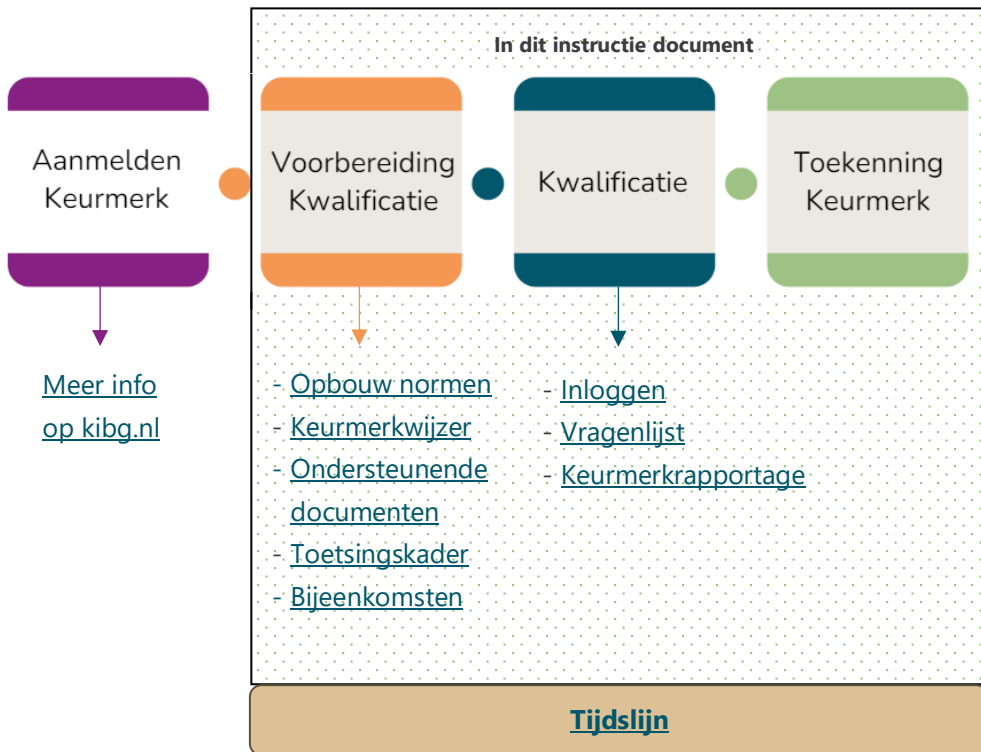 In dit instructie document
Aanmelden
Keurmerk
Voorbereiding
Kwalificatie
Kwalificatie
Toekenning
Keurmerk
Meer info
op kibg.nl
- Opbouw normen
- Keurmerkwijzer
- Ondersteunende
documenten
- Toetsingskader
- Bijeenkomsten
- Inloggen
- Vragenlijst
- Keurmerkrapportage
Tijdslijn